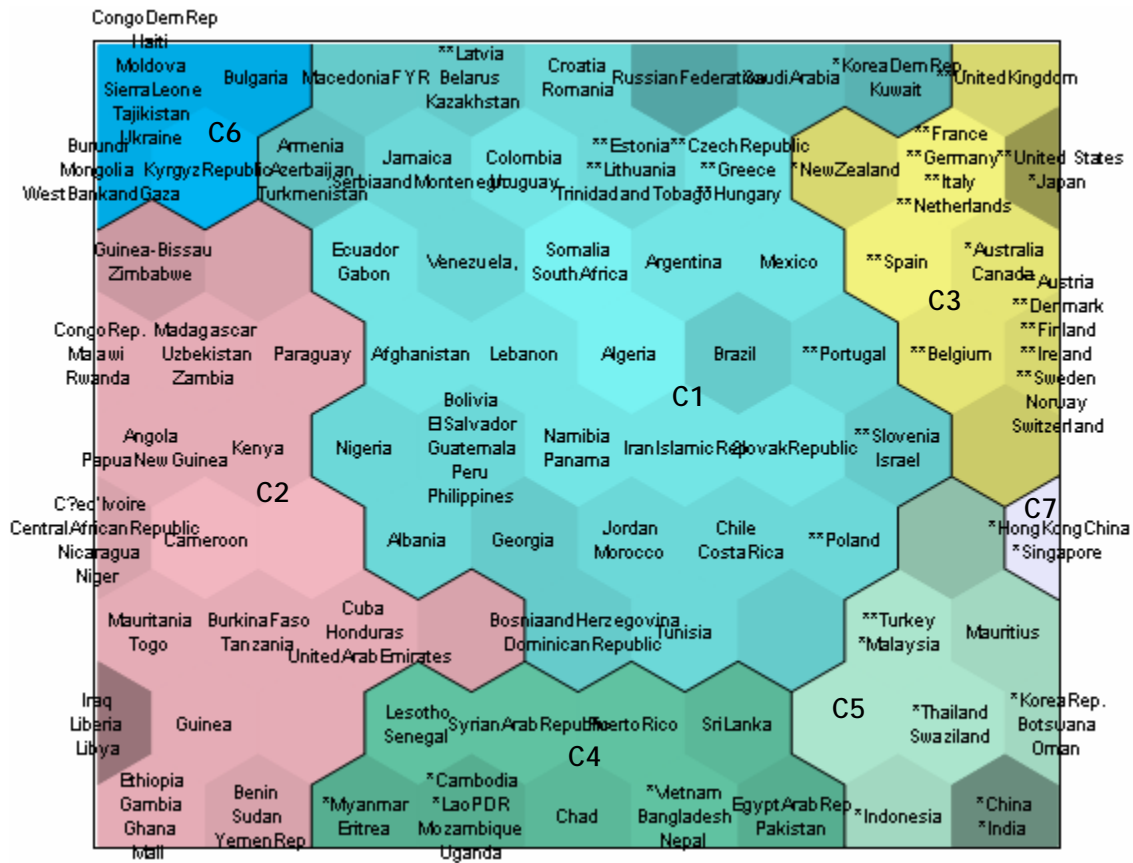 Congo Dem Rep
Haiti
Moldova
Sierra Leone
Tajikistan
Ukraine
Bulgaria
Macedonia FYR
**Latvia
Belarus
Kazakhstan
Croatia
Romania
Russian Federation
Saudi Arabia
*Korea Dem Rep
Kuwait
**United Kingdom
C6
Burundi
Mongolia
West Bank and Gaza
Kyrgyz Republic
Armenia
Azerbaijan
Turkmenistan
Jamaica
Serbia and Montenegro
Colombia
Uruguay
**Estonia
**Lithuania
Trinidad and Tobago
**Czech Republic
**Greece
**Hungary
*New Zealand
**France
**Germany
**Italy
**Netherlands
**United States
*Japan
Guinea-Bissau
Zimbabwe
Ecuador
Gabon
Venezuela,
Somalia
South Africa
Argentina
Mexico
**Spain
*Australia
Canada
C3
Congo Rep.
Malawi
Rwanda
Madagascar
Uzbekistan
Zambia
Paraguay
Afghanistan
Lebanon
Algeria
Brazil
**Portugal
**Belgium
**Austria
**Denmark
**Finland
**Ireland
**Sweden
Norway
Switzerland
C1
Angola
Papua New Guinea
Kenya
Nigeria
Bolivia
El Salvador
Guatemala
Peru
Philippines
Namibia
Panama
Iran Islamic Rep
Slovak Republic
**Slovenia
Israel
C2
C?ed'Ivoire
Central African Republic
Nicaragua
Niger
Cameroon
Albania
Georgia
Jordan
Morocco
Chile
Costa Rica
**Poland
C7
*Hong Kong China
*Singapore
Mauritania
Togo
Burkina Faso
Tanzania
Cuba
Honduras
United Arab Emirates
Bosnia and Herzegovina
Dominican Republic
Tunisia
**Turkey
*Malaysia
Mauritius
Iraq
Liberia
Libya
Guinea
Lesotho
Senegal
Syrian Arab Republic
Puerto Rico
Sri Lanka
C5
*Thailand
Swaziland
*Korea Rep.
Botswana
Oman
C4
Ethiopia
Gambia
Ghana
Mali
Benin
Sudan
Yemen Rep
*Myanmar
Eritrea
*Cambodia
*Lao PDR
Mozambique
Uganda
Chad
*Vietnam
Bangladesh
Nepal
Egypt Arab Rep
Pakistan
*Indonesia
*China
*India